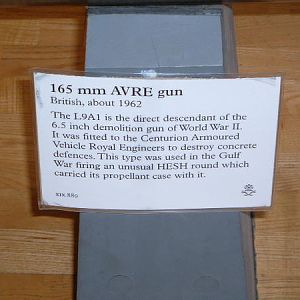 165 mm AVRE gun
British, about 1962
The L9A1 is the direct descendant of the
6.5 inch demolition gun of World War II.
It was fitted to the Centurion Armoured
Vehicle Royal Engineers to destroy concrete
defences. This type was used in the Gulf
War firing an unusual HESH round which
carried its propellant case with it.
XIX.889